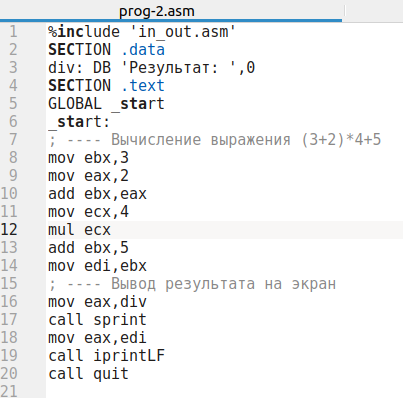 prog-2.asm
1 %include 'in_out.asm'
2 SECTION .data
3 div: DB 'Результат: ',0
4 SECTION .text
5 GLOBAL _start
6 _start:
7 ; ---- Вычисление выражения (3+2)*4+5
8 mov ebx,3
9 mov eax,2
10 add ebx,eax
11 mov ecx,4
12 mul ecx
13 add ebx,5
14 mov edi,ebx
15 ; ---- Вывод результата на экран
16 mov eax,div
17 call sprint
18 mov eax,edi
19 call iprintLF
20 call quit
21